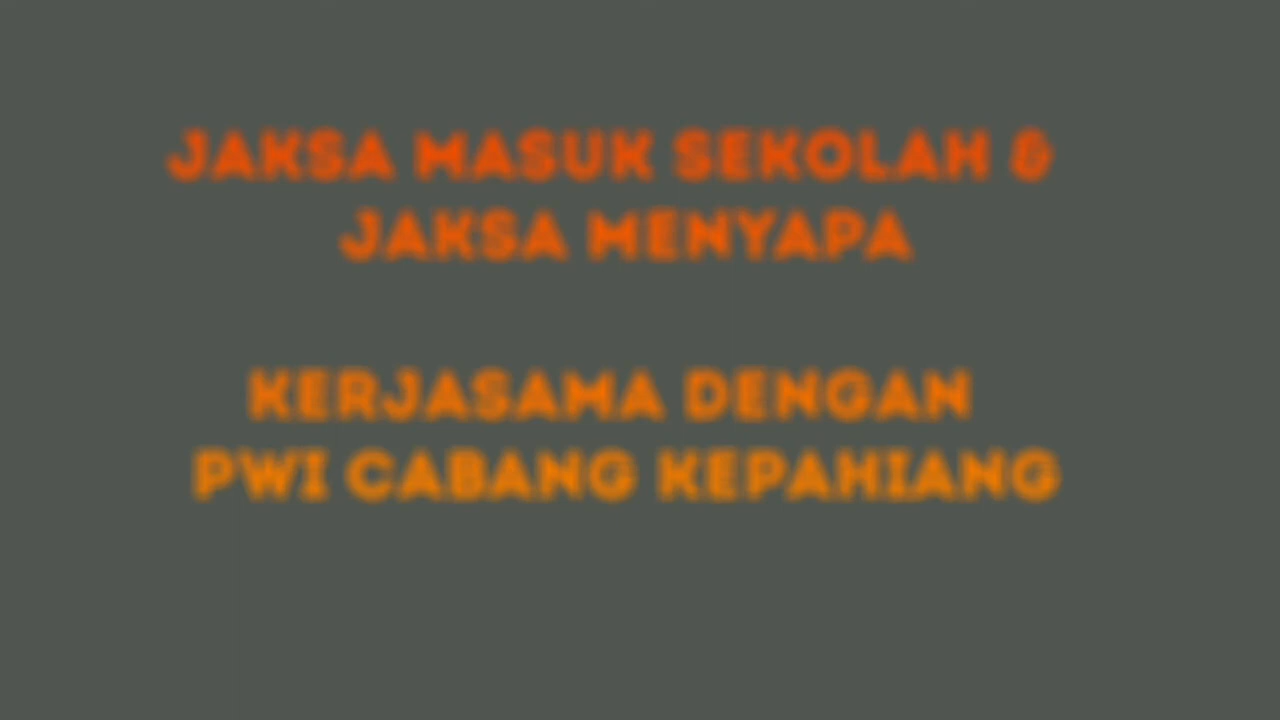 JAKSA MASUK SEKOLAH &
JAKSA MENYAPA
KERJASAMA DENGAN
PWI CABANG KEPAHIANG